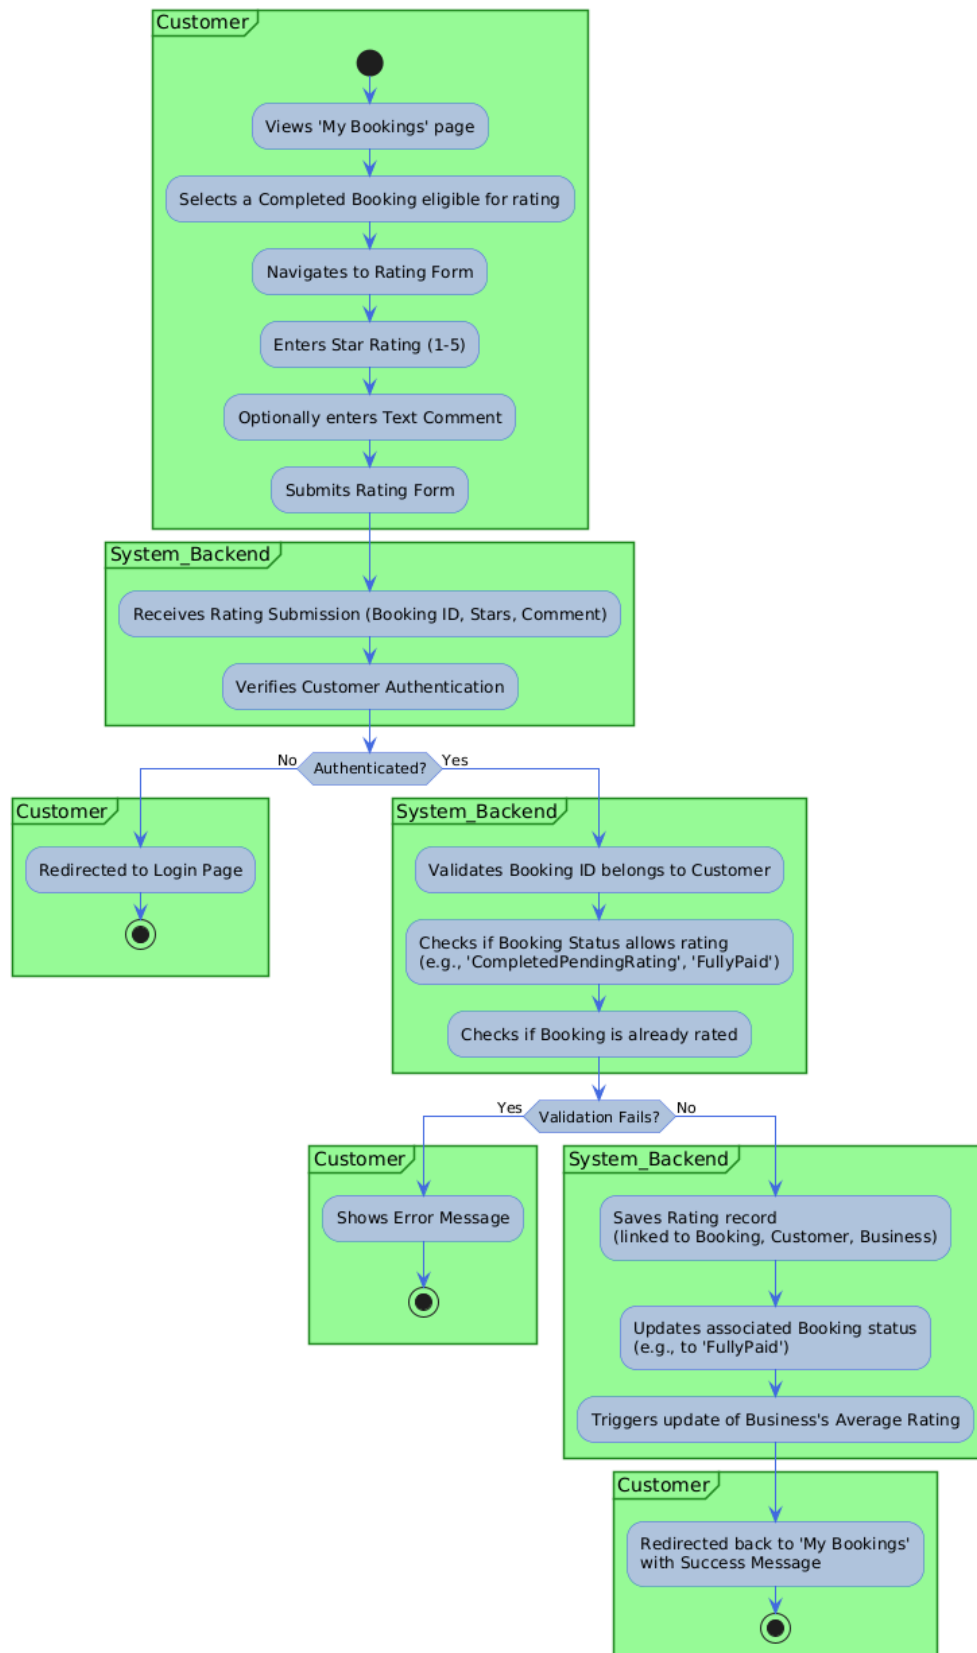 Customer
Views 'My Bookings' page
Selects a Completed Booking eligible for rating
Navigates to Rating Form
Enters Star Rating (1-5)
Optionally enters Text Comment
Submits Rating Form
System_Backend
Receives Rating Submission (Booking ID, Stars, Comment)
Verifies Customer Authentication
No
Authenticated?
Yes
Customer
Redirected to Login Page
System_Backend
Validates Booking ID belongs to Customer
Checks if Booking Status allows rating
(e.g., 'CompletedPendingRating', 'FullyPaid')
Checks if Booking is already rated
Yes
Validation Fails?
No
Customer
Shows Error Message
System_Backend
Saves Rating record
(linked to Booking, Customer, Business)
Updates associated Booking status
(e.g., to 'FullyPaid')
Triggers update of Business's Average Rating
Customer
Redirected back to 'My Bookings'
with Success Message